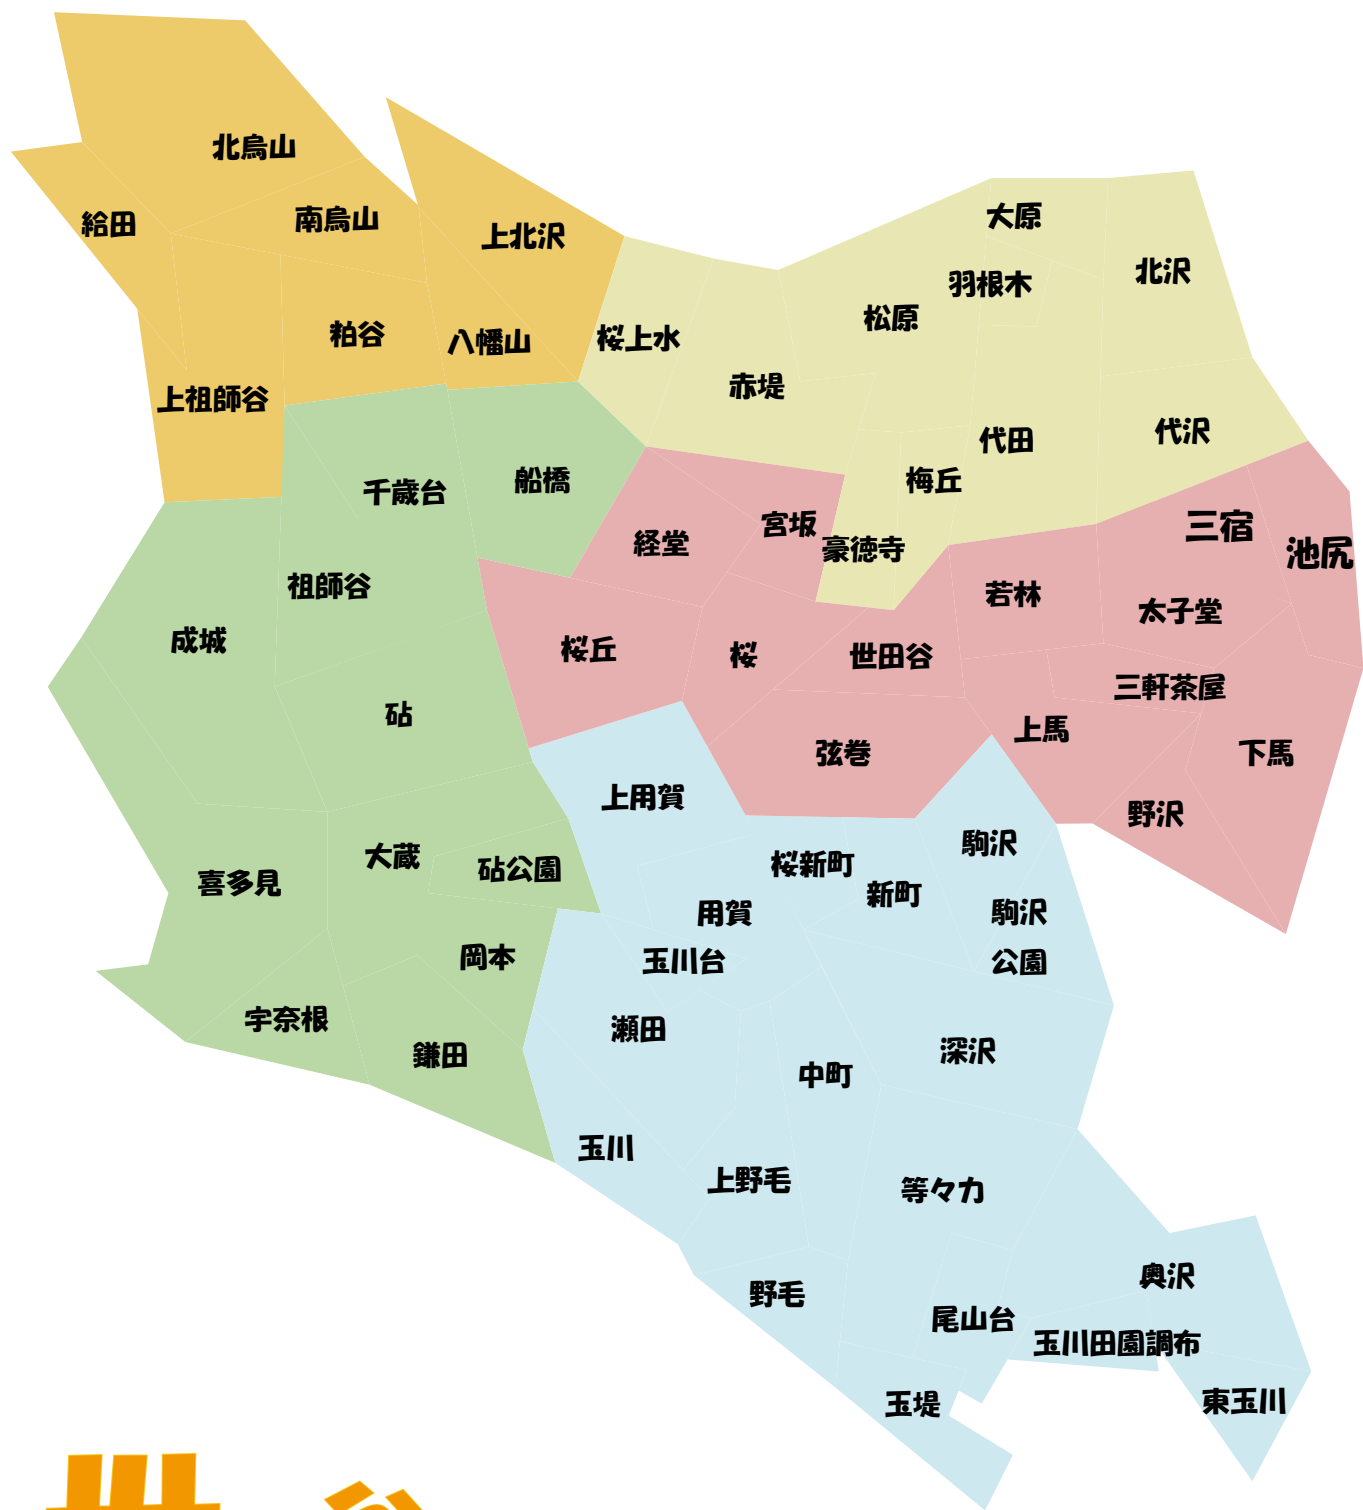 北烏山
給田
南烏山
上北沢
粕谷
八幡山
上祖師谷
桜上水
赤堤
松原
大原
羽根木
北沢
代田
代沢
梅丘
豪徳寺
千歳台
船橋
祖師谷
成城
砧
大蔵
砧公園
喜多見
岡本
宇奈根
鎌田
経堂
宮坂
桜丘
桜
世田谷
弦巻
若林
三宿
池尻
太子堂
三軒茶屋
上馬
下馬
野沢
上用賀
桜新町
用賀
新町
駒沢
駒沢
公園
玉川台
瀬田
中町
深沢
玉川
上野毛
等々力
野毛
尾山台
奥沢
玉川田園調布
玉堤
東玉川